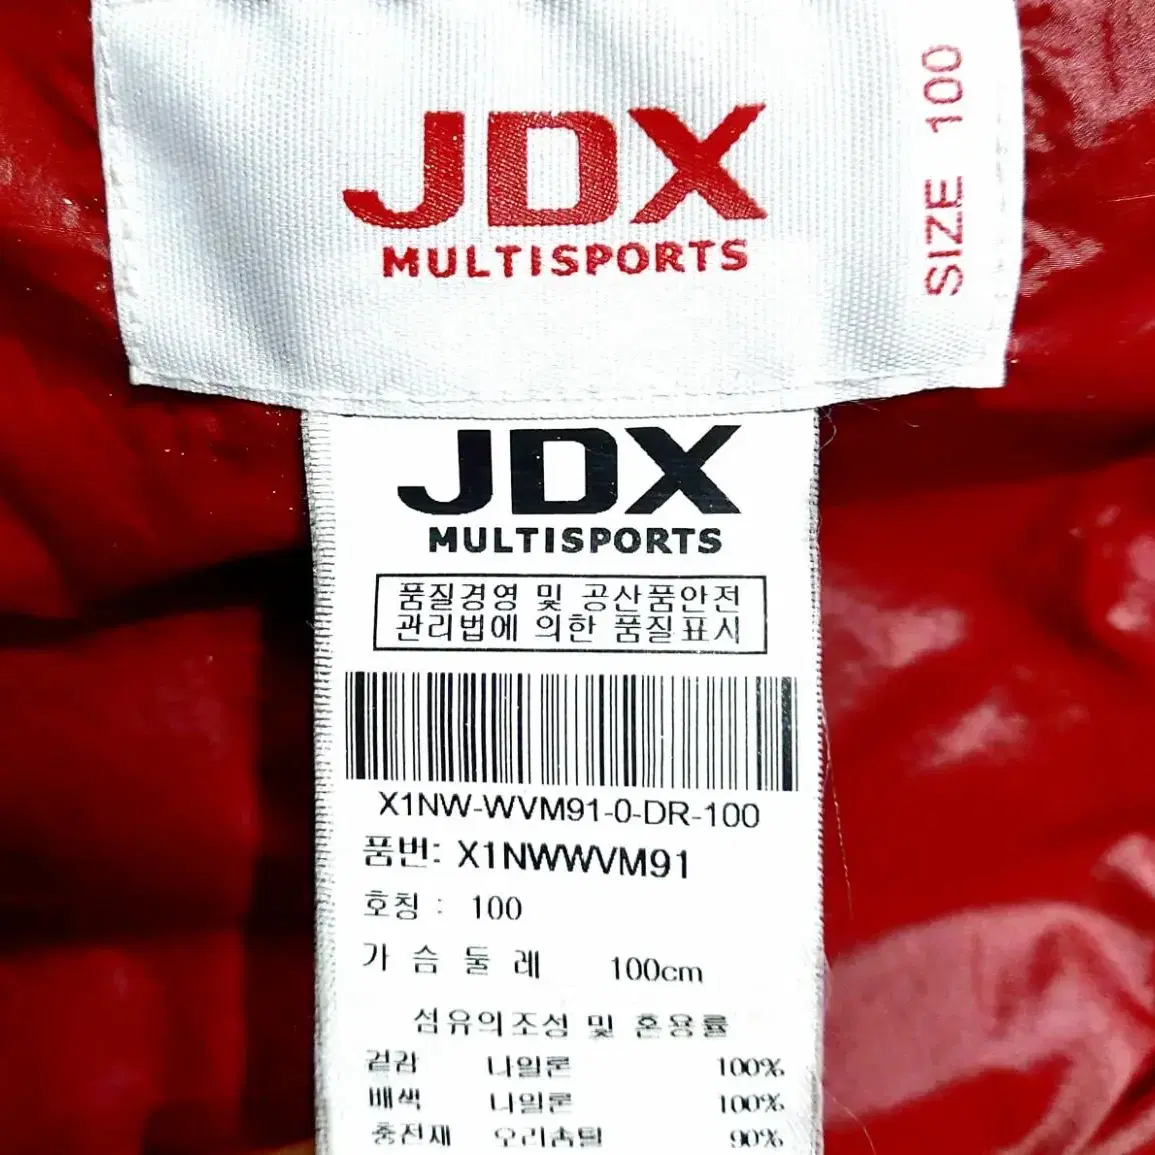 JDX
MULTISPORTS
SIZE 100
JDX
MULTISPORTS
품질경영 및 공산품안전
관리법에 의한 품질표시
X1NW-WVM91-0-DR-100
품번: X1NWWVM91
호칭 : 100
가 슴 둘 레 100cm
섬유의조성 및 혼용률
겉감 나일론 100%
배색 나일론 100%
충전재 오리솜털 90%